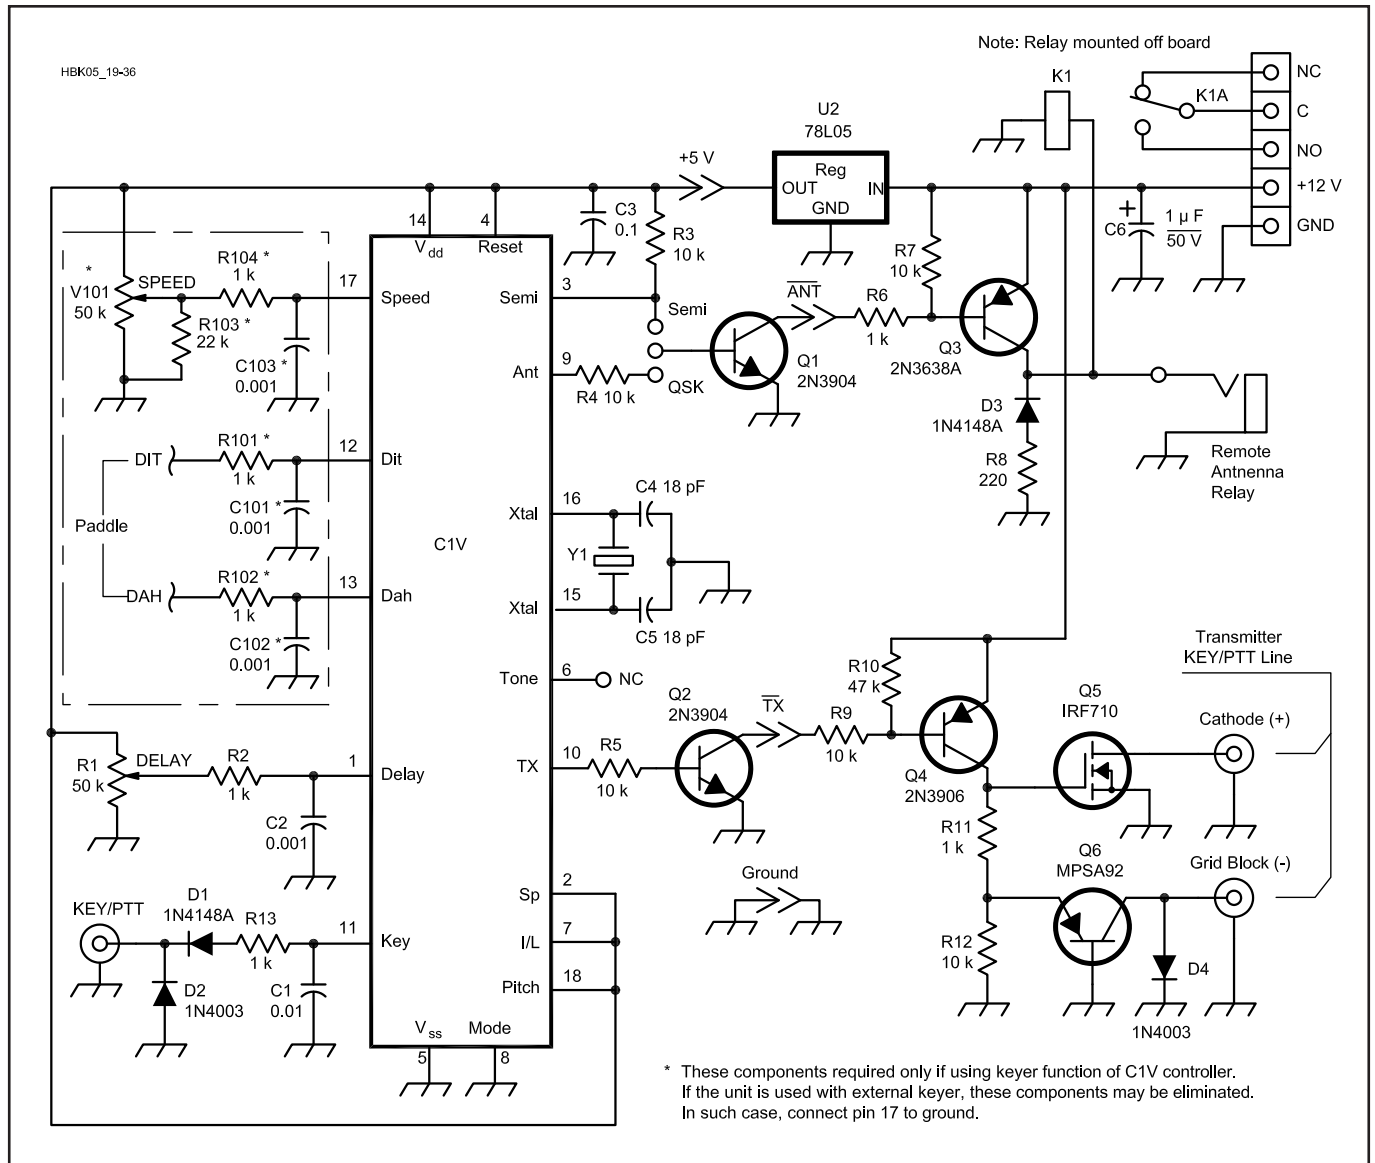 Note: Relay mounted off board
HBK05_19-36
K1
NC
K1A
C
NO
+12 V
GND
U2
78L05
Reg
OUT
IN
GND
+5 V
C6
+
1 µ F
50 V
14
4
Vdd
Reset
C3
0.1
R3
10 k
R7
10 k
*
V101
50 k
SPEED
R104 *
1 k
17
Speed
Semi
3
Semi
ANT
R6
1 k
Q3
2N3638A
R103 *
22 k
C103 *
0.001
Ant
9
R4 10 k
QSK
Q1
2N3904
D3
1N4148A
R8
220
Remote
Antnenna
Relay
Paddle
DIT
R101 *
1 k
12
Dit
C101 *
0.001
C1V
Xtal
16
C4 18 pF
Y1
DAH
R102 *
1 k
13
Dah
Xtal
15
C5 18 pF
C102 *
0.001
Tone
6
NC
R10
47 k
Transmitter
KEY/PTT Line
Q2
2N3904
TX
R9
10 k
Q5
IRF710
Cathode (+)
R1
50 k
DELAY
R2
1 k
1
Delay
TX
10
R5
10 k
Q4
2N3906
C2
0.001
R11
1 k
Q6
MPSA92
Grid Block (-)
Ground
KEY/PTT
D1
1N4148A
R13
1 k
11
Key
Sp
2
I/L
7
Pitch
18
R12
10 k
D4
1N4003
D2
1N4003
C1
0.01
Vss
Mode
5
8
* These components required only if using keyer function of C1V controller.
If the unit is used with external keyer, these components may be eliminated.
In such case, connect pin 17 to ground.